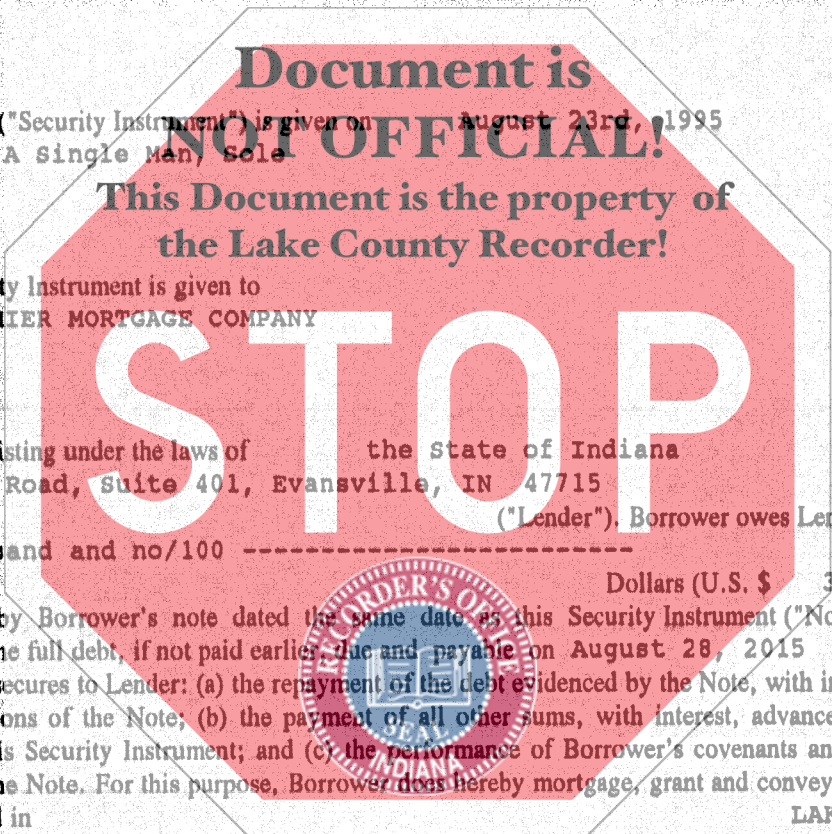 Document is
NOT OFFICIAL!
This Document is the property of
the Lake County Recorder!
STOP
("Security Instrument") is given on August 23rd, 1995
A Single Man, Sole
ty Instrument is given to
IER MORTGAGE COMPANY
isting under the laws of the State of Indiana
Road, Suite 401, Evansville, IN 47715
("Lender"). Borrower owes Len
and and no/100 -------------------------
Dollars (U.S. $ 3
by Borrower's note dated the same date as this Security Instrument ("No
e full debt, if not paid earlier, due and payable on August 28, 2015
ecures to Lender: (a) the repayment of the debt evidenced by the Note, with in
ons of the Note; (b) the payment of all other sums, with interest, advance
is Security Instrument; and (c) the performance of Borrower's covenants an
e Note. For this purpose, Borrower does hereby mortgage, grant and convey
in LAK
RECORDER'S OFFICE
SEAL
INDIANA